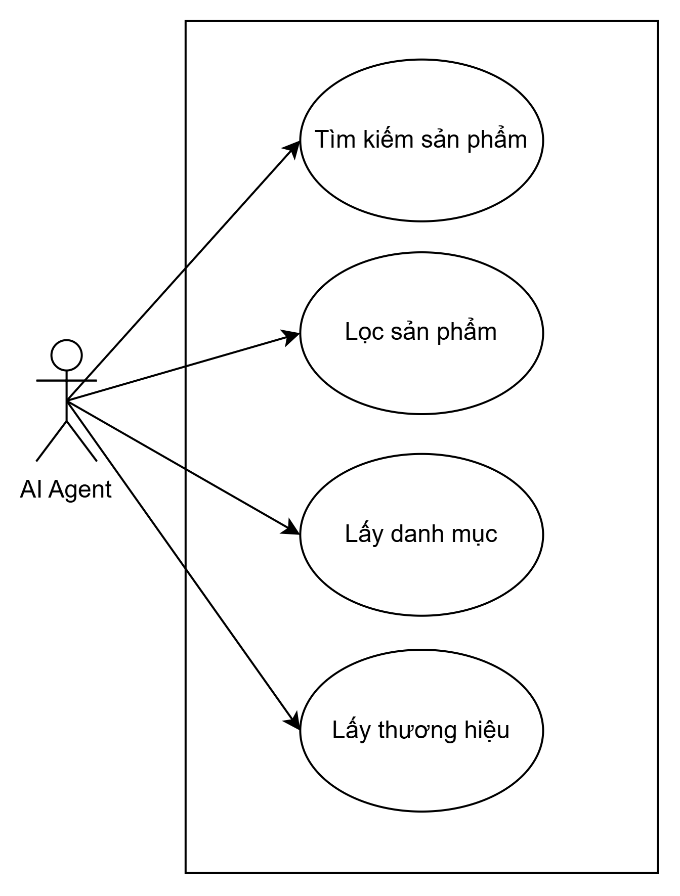 Tìm kiếm sản phẩm
Lọc sản phẩm
AI Agent
Lấy danh mục
Lấy thương hiệu